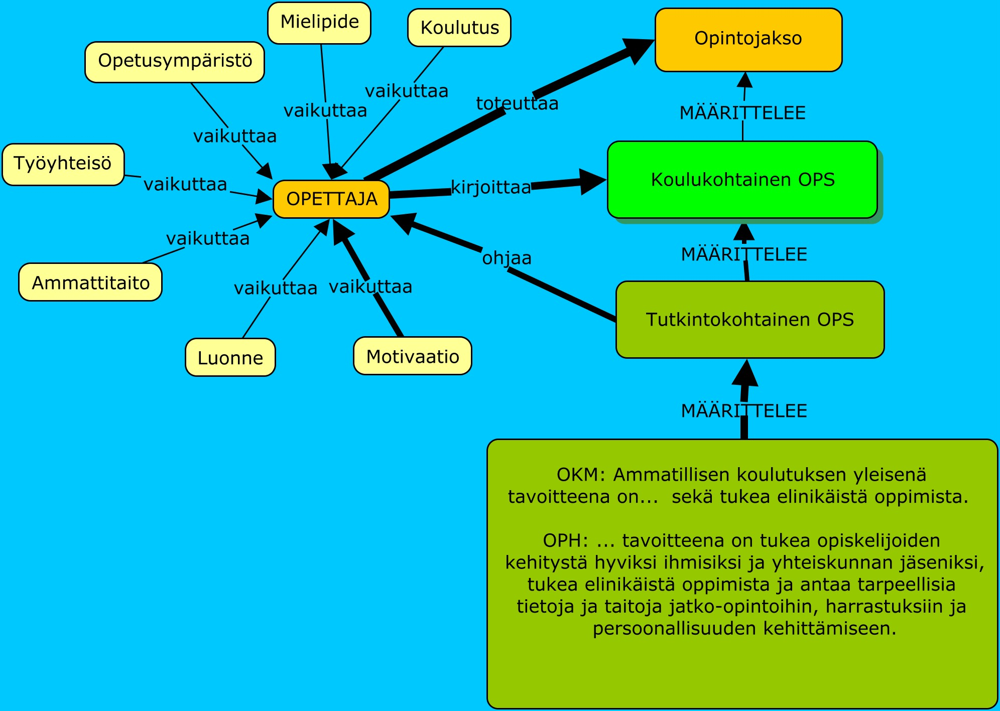 Mielipide
Koulutus
Opintojakso
Opetusympäristö
vaikuttaa
vaikuttaa
toteuttaa
MÄÄRITTELEE
vaikuttaa
Työyhteisö
vaikuttaa
OPETTAJA
kirjoittaa
Koulukohtainen OPS
vaikuttaa
ohjaa
MÄÄRITTELEE
Ammattitaito
vaikuttaa
vaikuttaa
Tutkintokohtainen OPS
Luonne
Motivaatio
MÄÄRITTELEE
OKM: Ammatillisen koulutuksen yleisenä
tavoitteena on... sekä tukea elinikäistä oppimista.
OPH: ... tavoitteena on tukea opiskelijoiden
kehitystä hyviksi ihmisiksi ja yhteiskunnan jäseniksi,
tukea elinikäistä oppimista ja antaa tarpeellisia
tietoja ja taitoja jatko-opintoihin, harrastuksiin ja
persoonallisuuden kehittämiseen.